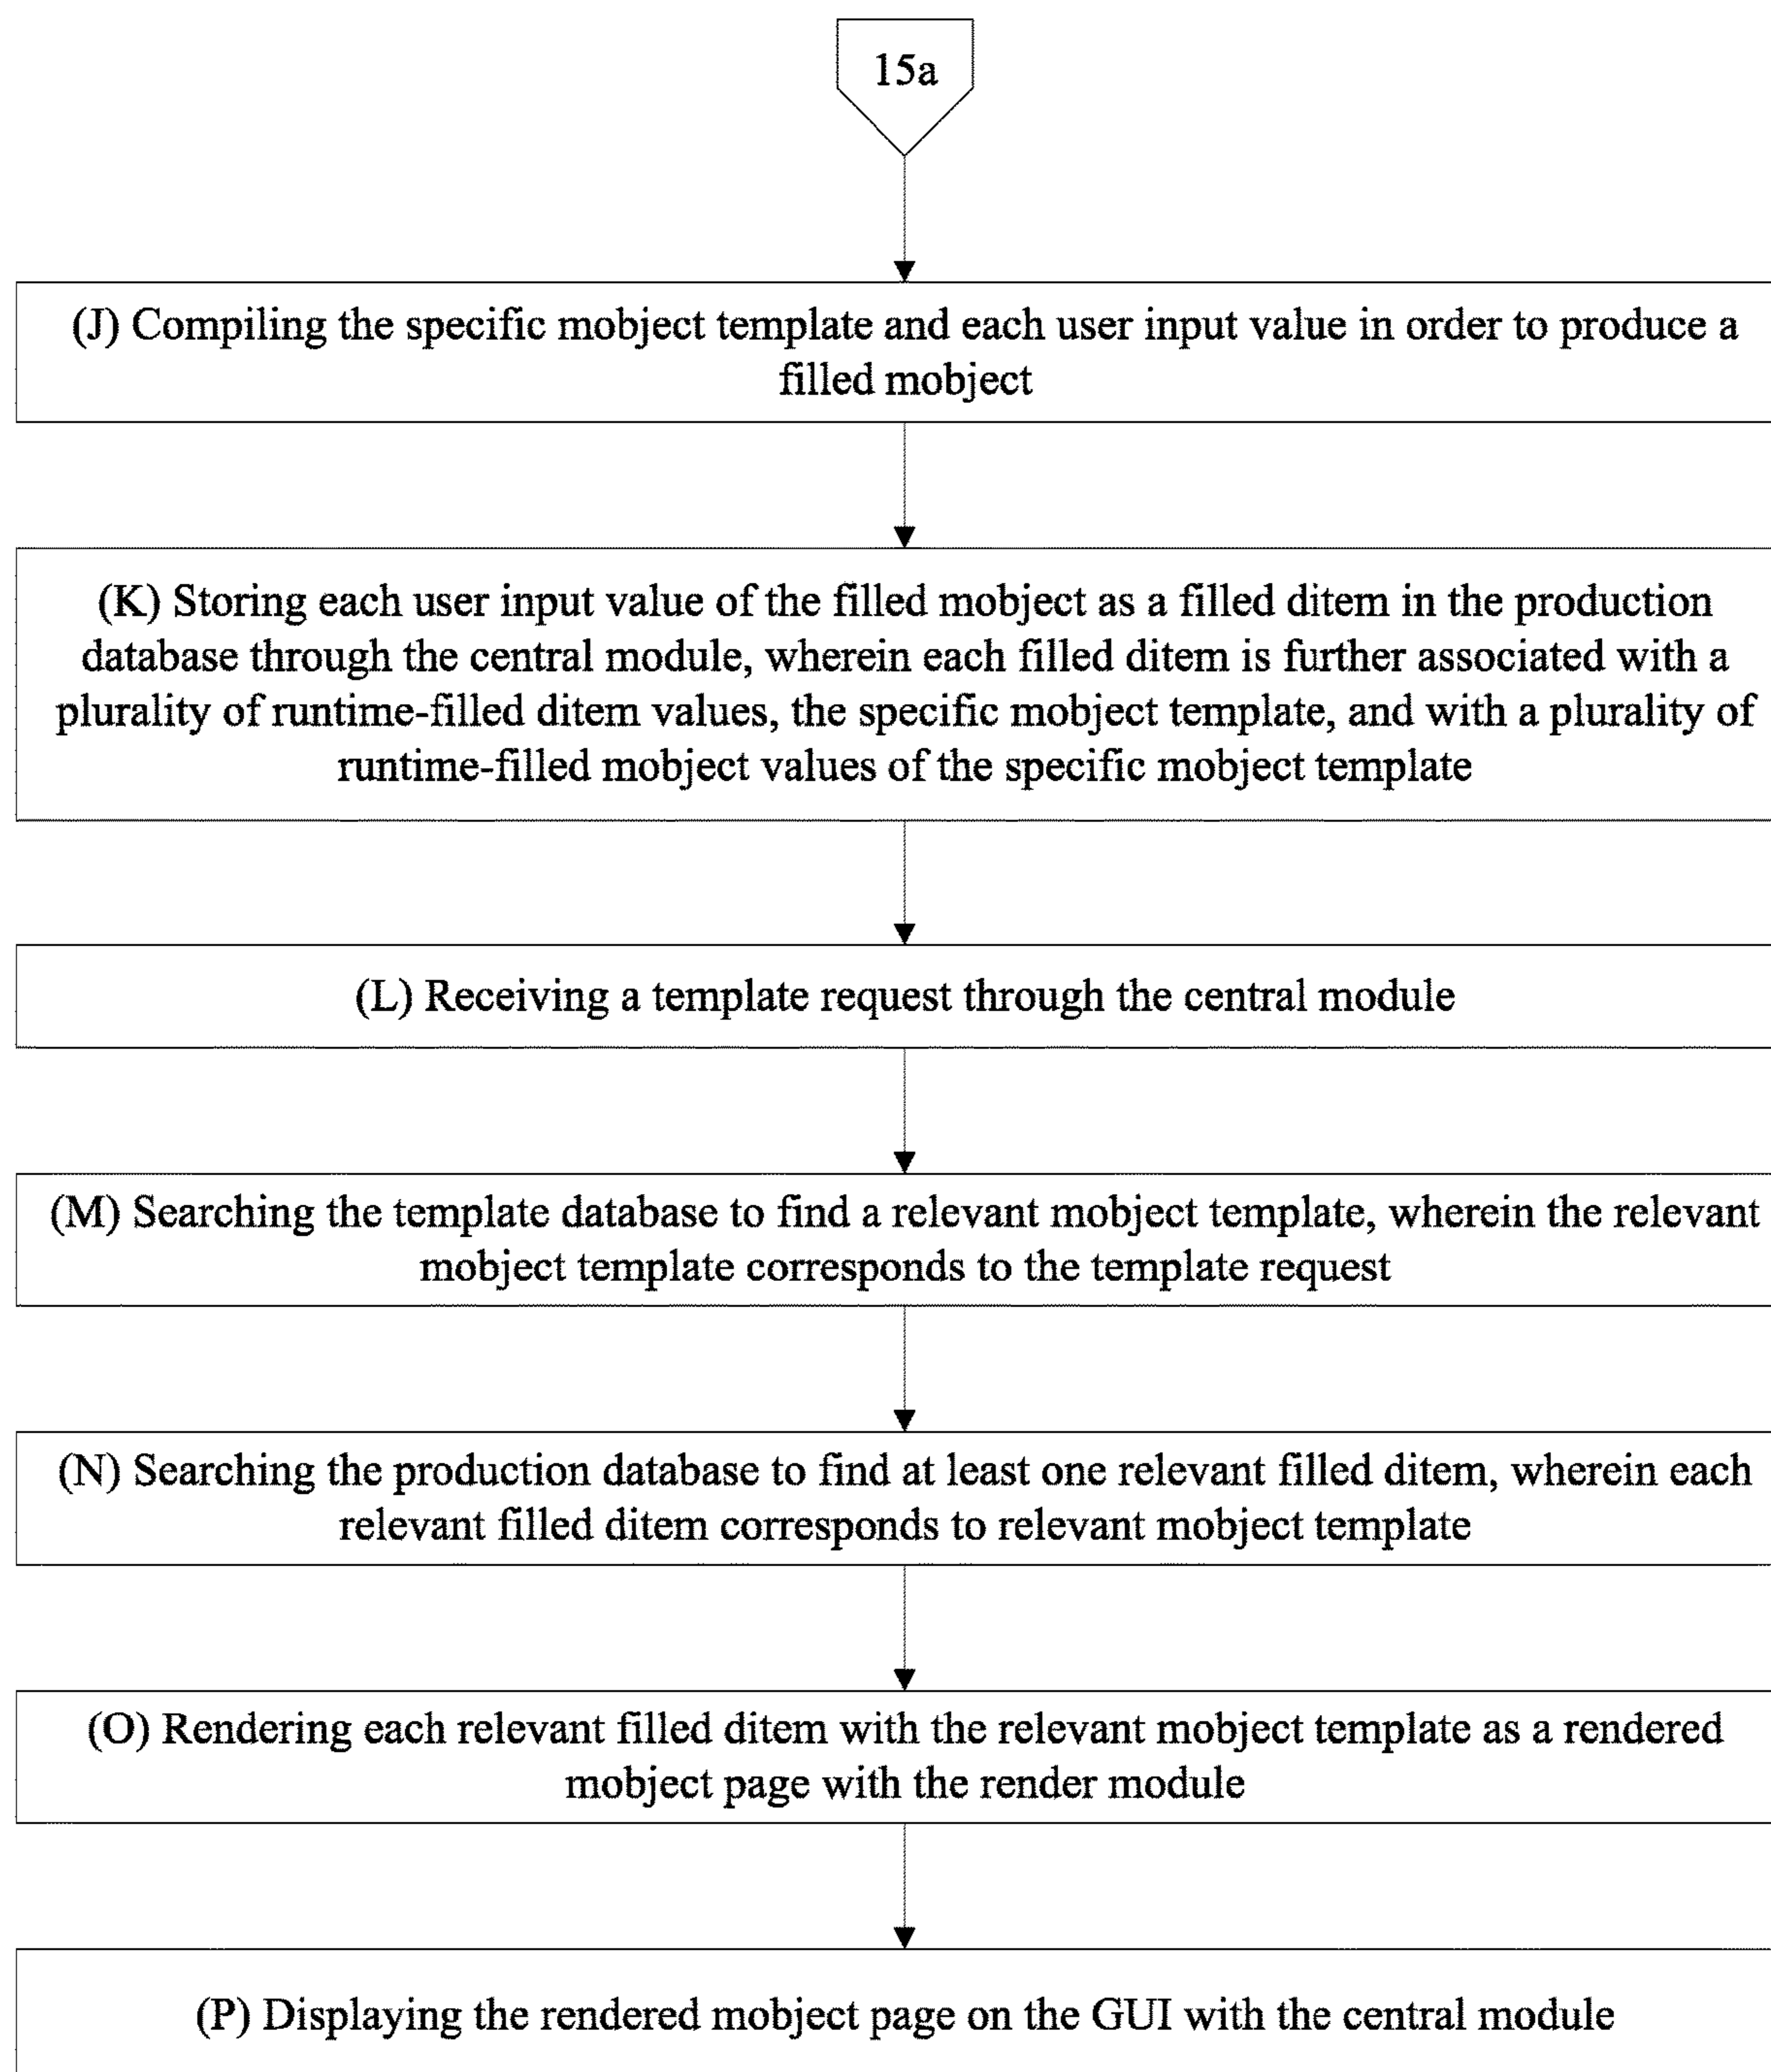 15a
(J) Compiling the specific mobject template and each user input value in order to produce a
filled mobject
(K) Storing each user input value of the filled mobject as a filled ditem in the production
database through the central module, wherein each filled ditem is further associated with a
plurality of runtime-filled ditem values, the specific mobject template, and with a plurality of
runtime-filled mobject values of the specific mobject template
(L) Receiving a template request through the central module
(M) Searching the template database to find a relevant mobject template, wherein the relevant
mobject template corresponds to the template request
(N) Searching the production database to find at least one relevant filled ditem, wherein each
relevant filled ditem corresponds to relevant mobject template
(O) Rendering each relevant filled ditem with the relevant mobject template as a rendered
mobject page with the render module
(P) Displaying the rendered mobject page on the GUI with the central module